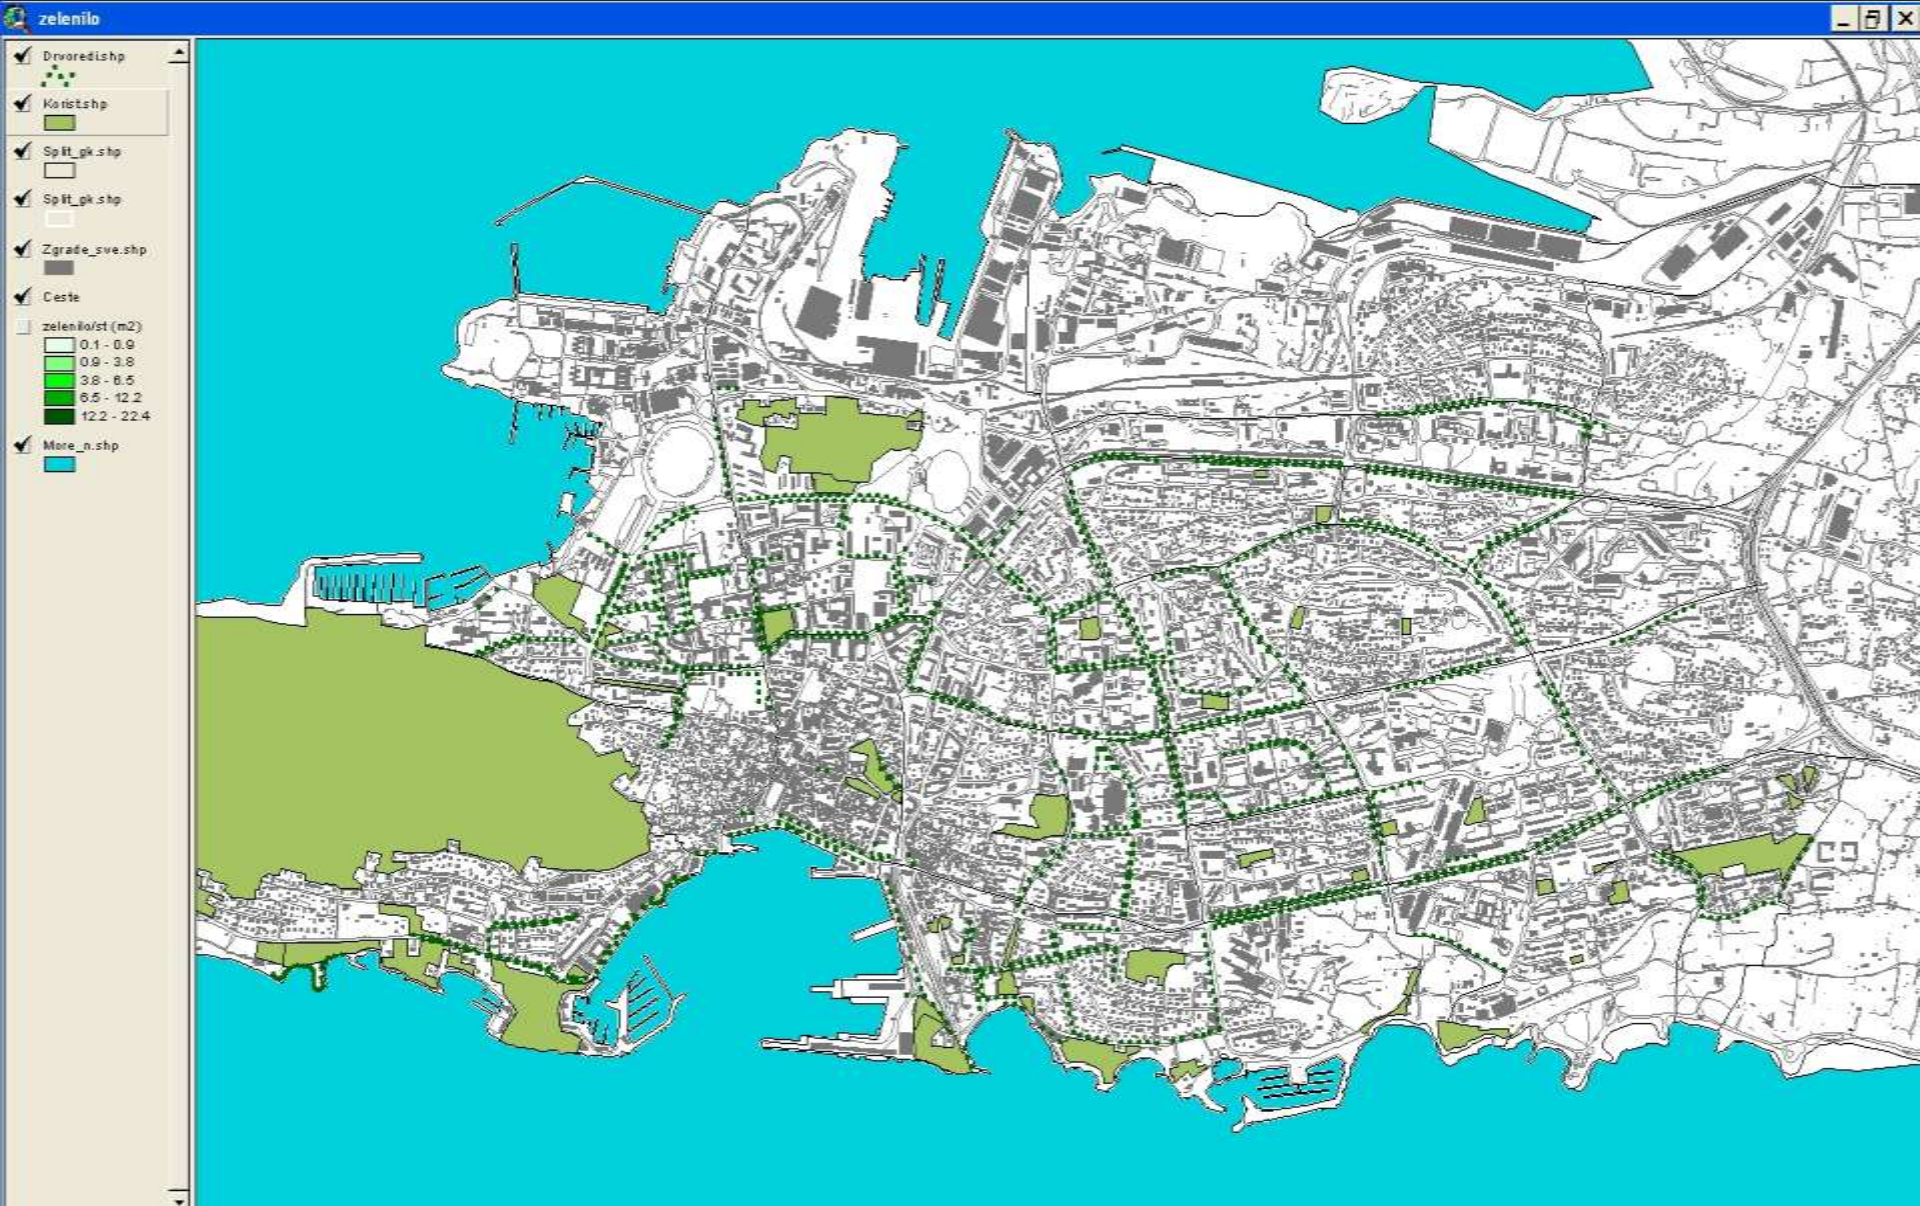 zelenilo
Drvoredi.shp
Korist.shp
Split_gk.shp
Split_gk.shp
Zgrade_sve.shp
Ceste
zelenilo/st (m2)
0.1 - 0.9
0.9 - 3.8
3.8 - 6.5
6.5 - 12.2
12.2 - 22.4
More_n.shp